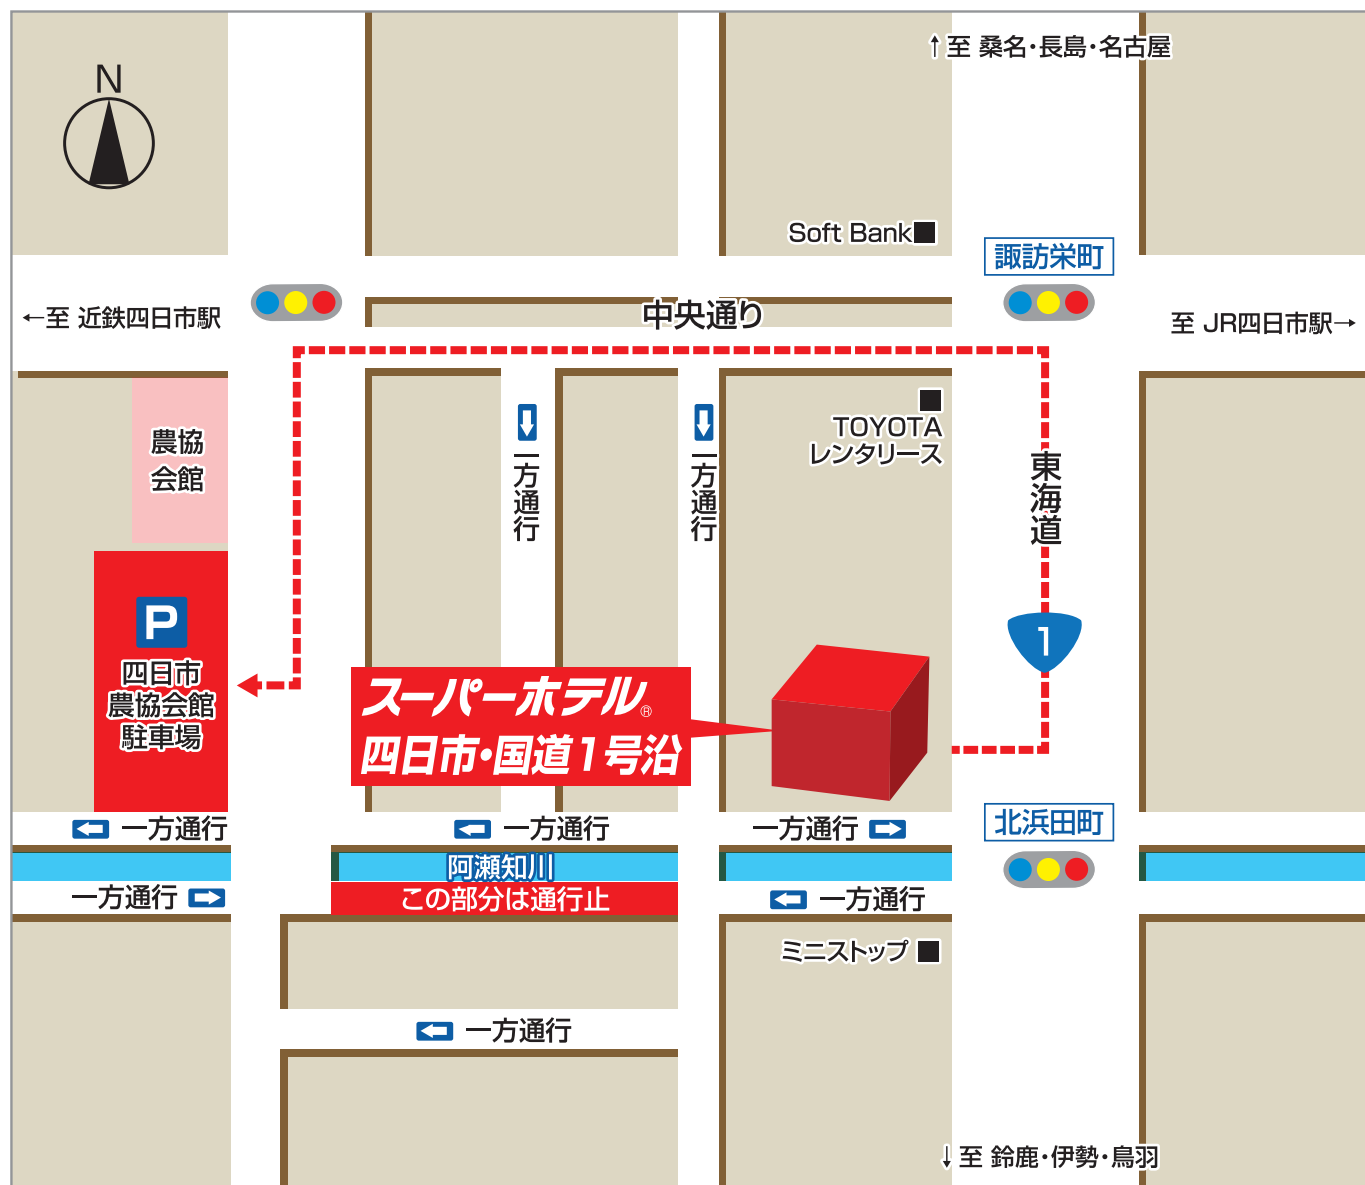 N
↑至 桑名・長島・名古屋
Soft Bank
諏訪栄町
←至 近鉄四日市駅
中央通り
至 JR四日市駅→
農協
会館
一方通行
一方通行
TOYOTA
レンタリース
東海道
1
P
四日市
農協会館
駐車場
スーパーホテル®
四日市・国道1号沿
一方通行
一方通行
一方通行
北浜田町
阿瀬知川
一方通行
この部分は通行止
一方通行
ミニストップ
一方通行
↓至 鈴鹿・伊勢・鳥羽